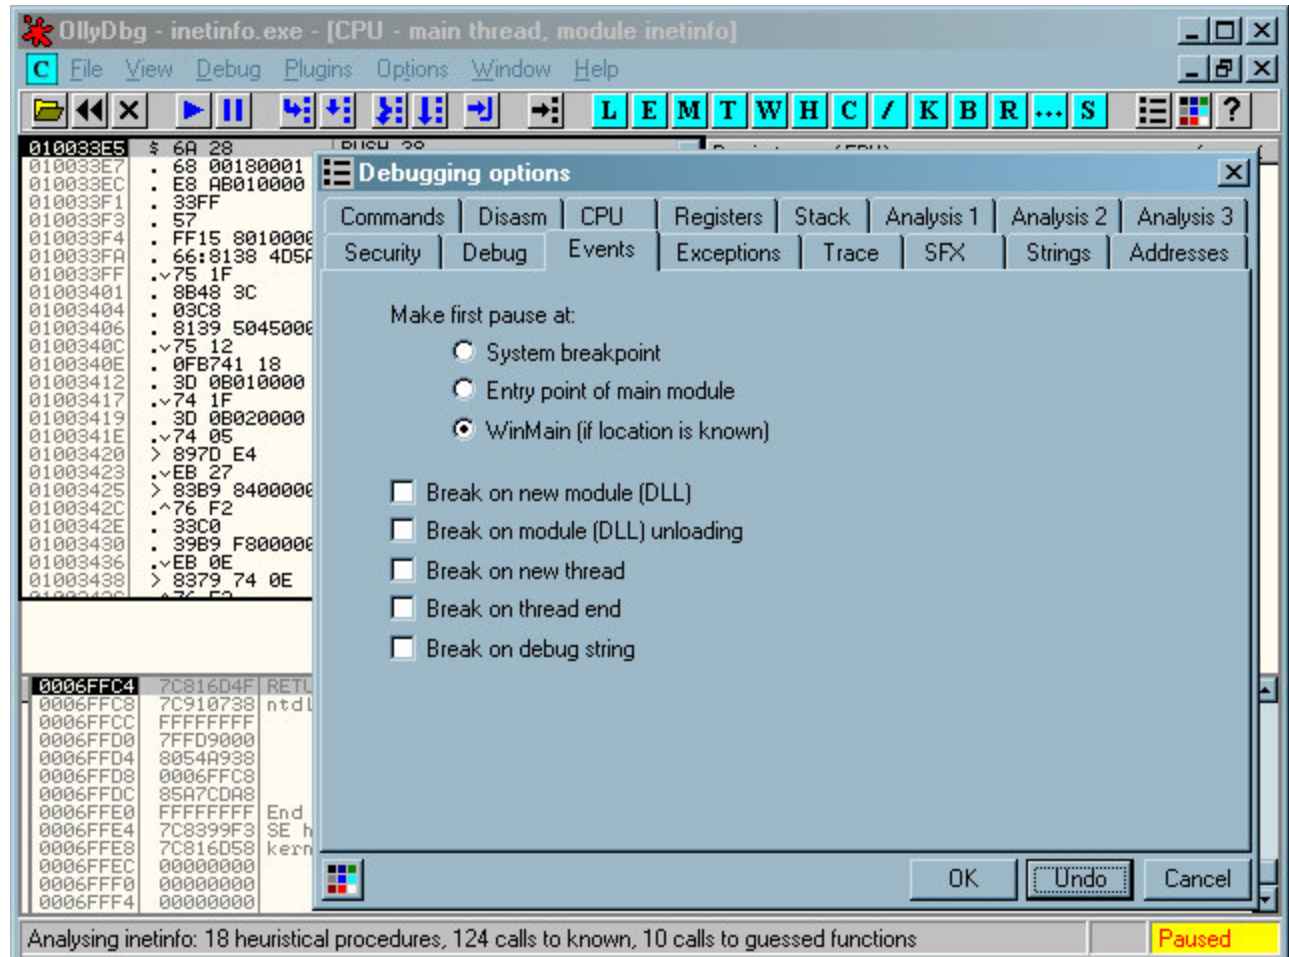 OllyDbg - inetinfo.exe - [CPU - main thread, module inetinfo]
C File View Debug Plugins Options Window Help
L E M T W H C / K B R ... S ?
010033E5 $ 6A 28 PUSH 28
010033E7 . 68 00180001
010033EC . E8 AB010000
010033F1 . 33FF
010033F3 . 57
010033F4 . FF15 8010000
010033FA . 66:8138 4D5A
010033FF .v75 1F
01003401 . 8B48 3C
01003404 . 03C8
01003406 . 8139 5045000
0100340C .v75 12
0100340E . 0FB741 18
01003412 . 3D 0B010000
01003417 .v74 1F
01003419 . 3D 0B020000
0100341E .v74 05
01003420 > 897D E4
01003423 .vEB 27
01003425 > 83B9 8400000
0100342C .^76 F2
0100342E . 33C0
01003430 . 39B9 F800000
01003436 .vEB 0E
01003438 > 8379 74 0E
Debugging options
Commands Disasm CPU Registers Stack Analysis 1 Analysis 2 Analysis 3
Security Debug Events Exceptions Trace SFX Strings Addresses
Make first pause at:
System breakpoint
Entry point of main module
WinMain (if location is known)
Break on new module (DLL)
Break on module (DLL) unloading
Break on new thread
Break on thread end
Break on debug string
OK Undo Cancel
0006FFC4 7C816D4F RETU
0006FFC8 7C910738 ntdl
0006FFCC FFFFFFFF
0006FFD0 7FFD9000
0006FFD4 8054A938
0006FFD8 0006FFC8
0006FFDC 85A7CDA8
0006FFE0 FFFFFFFF End
0006FFE4 7C8399F3 SE h
0006FFE8 7C816D58 kern
0006FFEC 00000000
0006FFF0 00000000
0006FFF4 00000000
Analysing inetinfo: 18 heuristical procedures, 124 calls to known, 10 calls to guessed functions
Paused